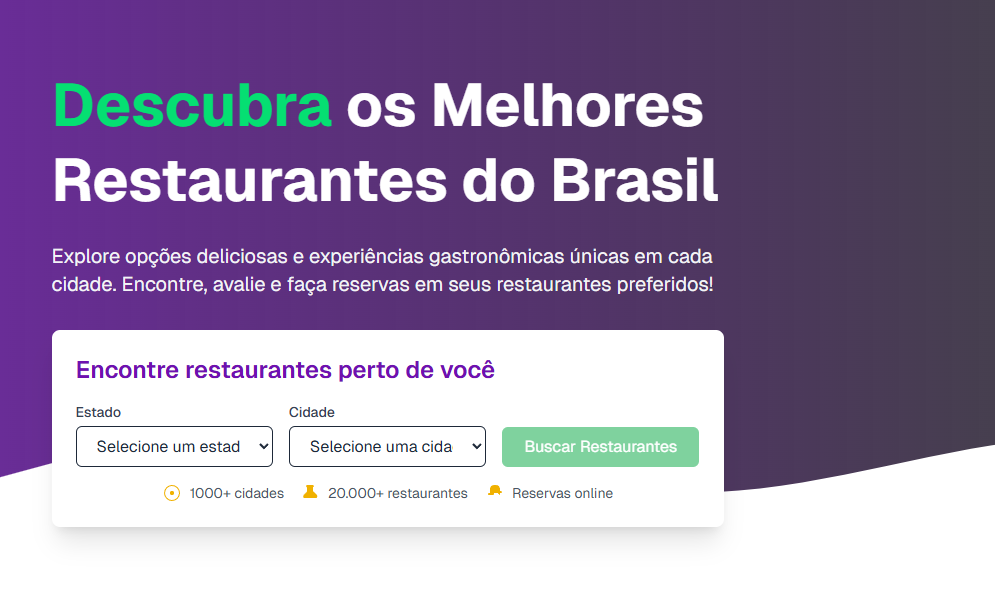 Descubra os Melhores
Restaurantes do Brasil
Explore opções deliciosas e experiências gastronômicas únicas em cada
cidade. Encontre, avalie e faça reservas em seus restaurantes preferidos!
Encontre restaurantes perto de você
Estado Cidade
Selecione um estad Selecione uma cida Buscar Restaurantes
1000+ cidades 20.000+ restaurantes Reservas online